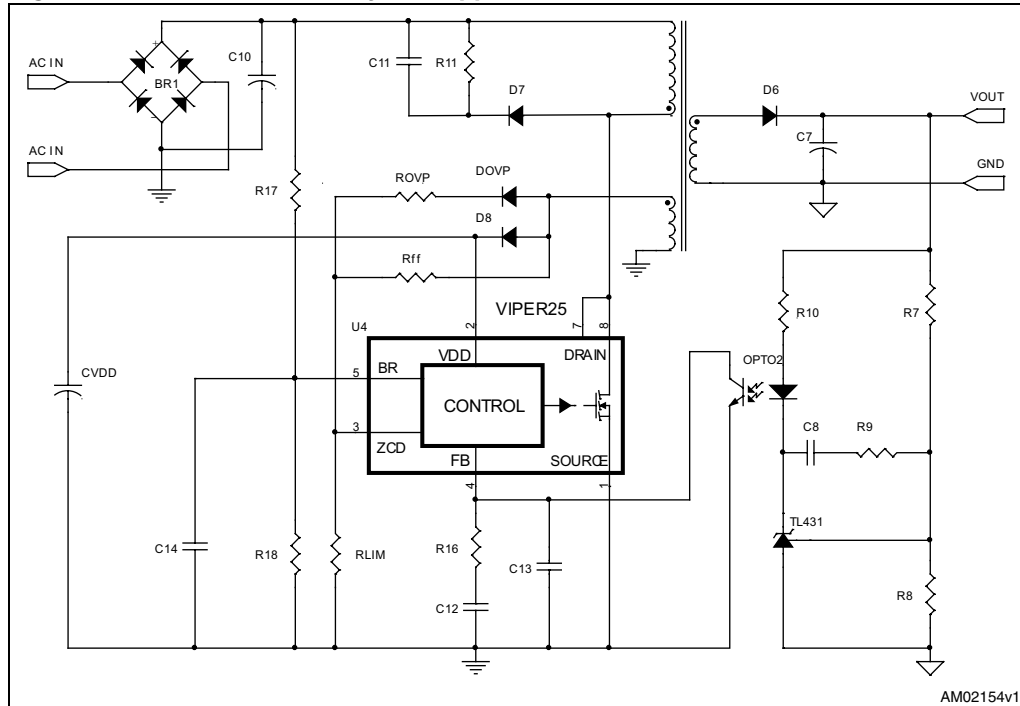 AC IN
C10
BR1
AC IN
C11
R11
D7
D6
VOUT
C7
GND
R17
ROVP
DOVP
D8
Rff
VIPER25
U4
2
7
8
R10
R7
VDD
DRAIN
5
BR
OPTO2
CVDD
CONTROL
3
ZCD
C8
R9
FB
SOURCE
4
1
TL431
C14
R18
RLIM
R16
C13
R8
C12
AM02154v1